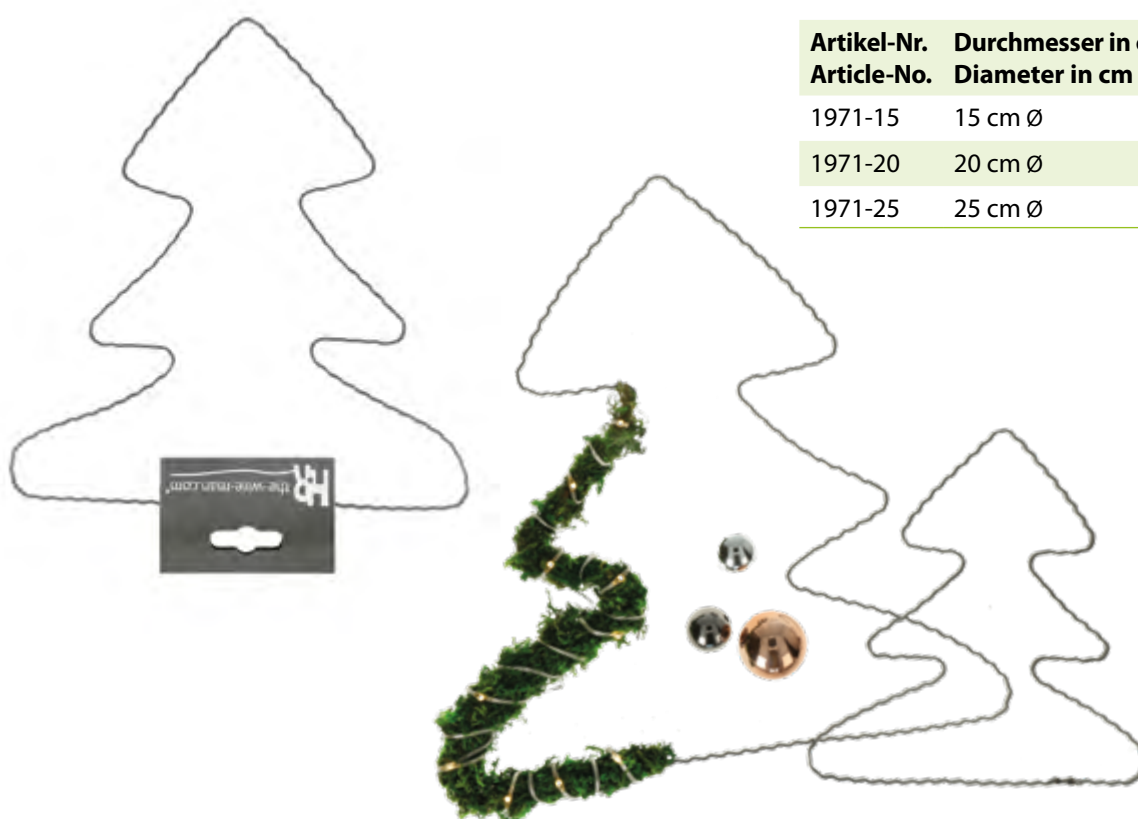 Artikel-Nr. Durchmesser in
Article-No. Diameter in cm
1971-15 15 cm Ø
1971-20 20 cm Ø
1971-25 25 cm Ø
the-wire-man.com®